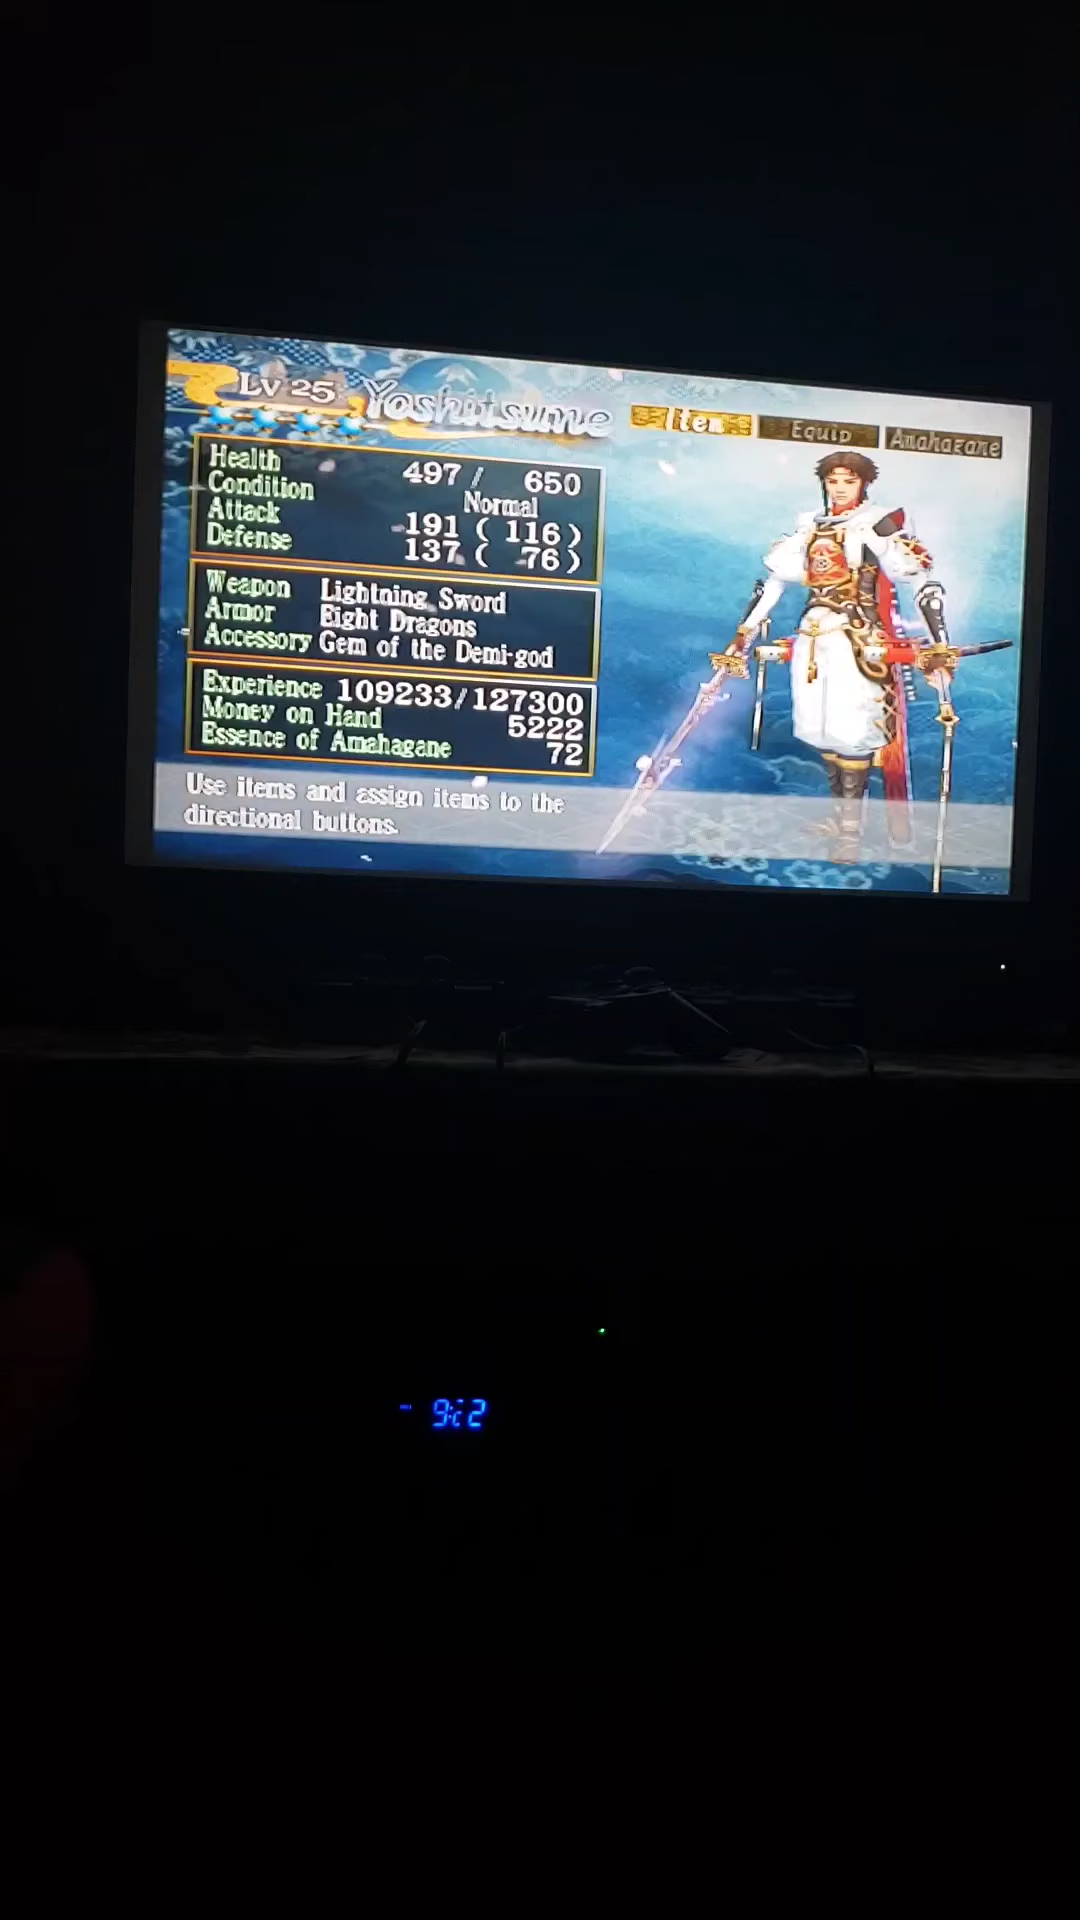 Lv 25 Yoshitsune
Item Equip Amahagane
Health 497 / 650
Condition Normal
Attack 191 ( 116 )
Defense 137 ( 76 )
Weapon Lightning Sword
Armor Eight Dragons
Accessory Gem of the Demi-god
Experience 109233/127300
Money on Hand 5222
Essence of Amahagane 72
Use items and assign items to the
directional buttons.